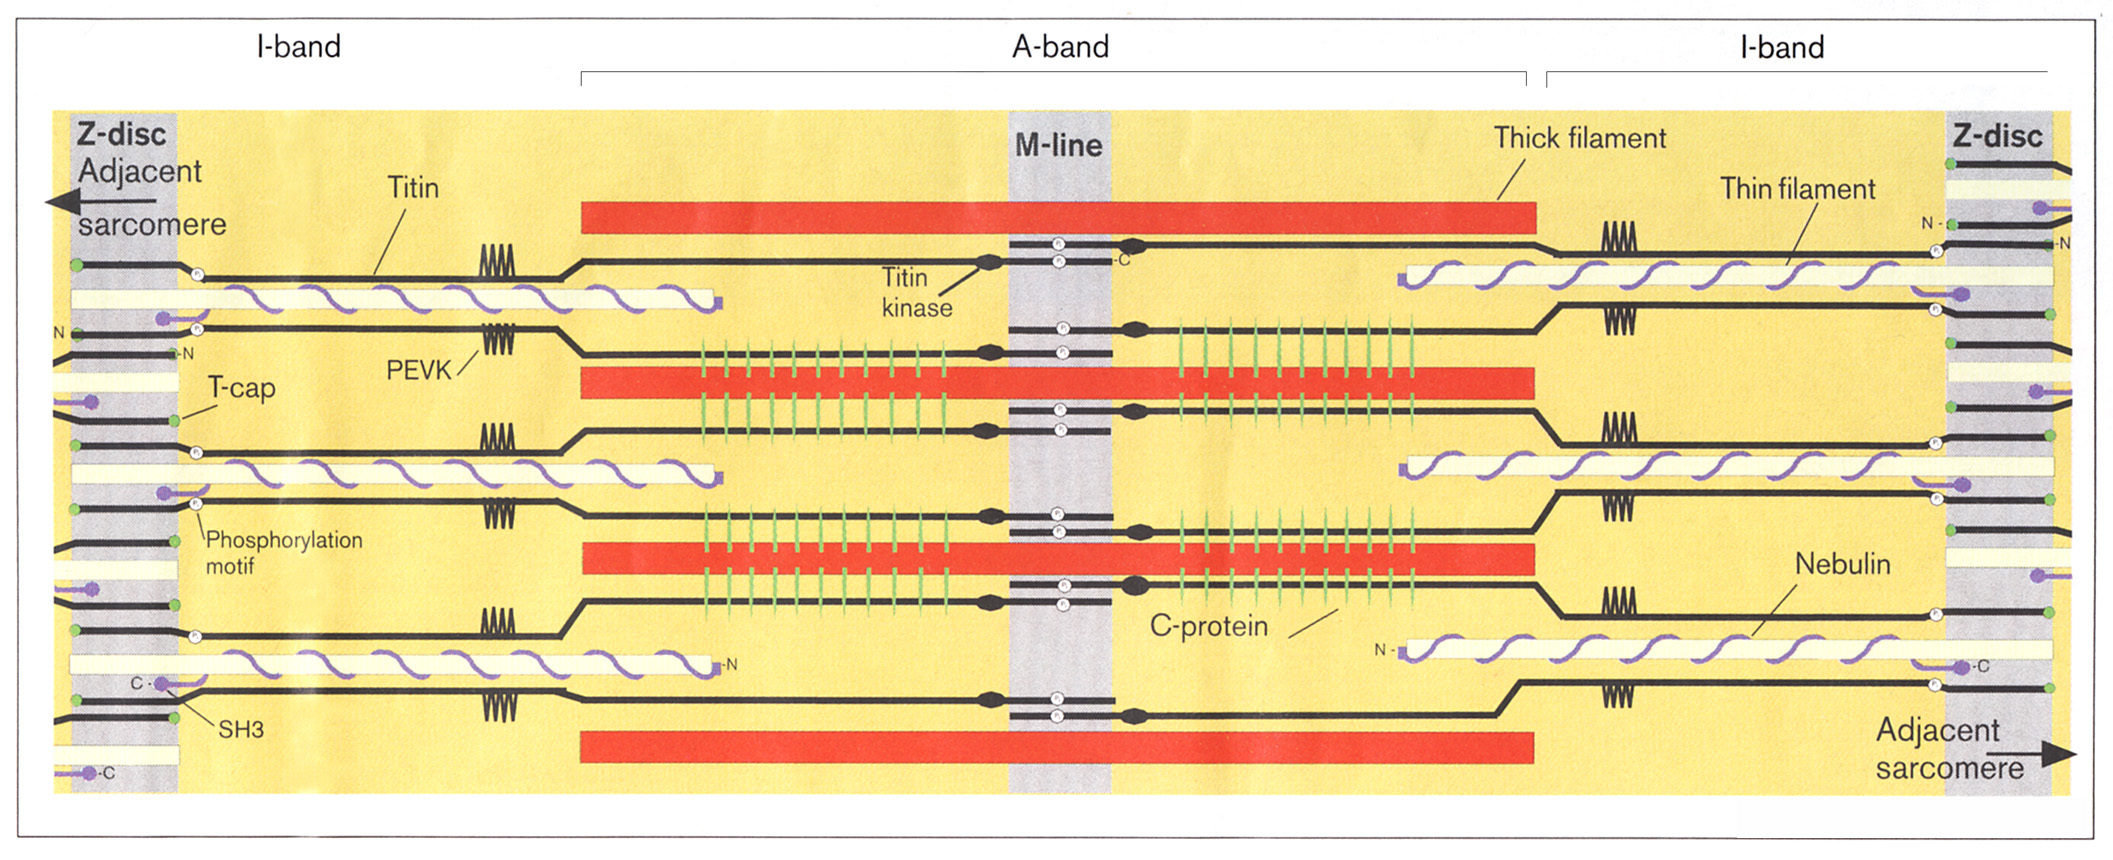 I-band
A-band
I-band
Z-disc
Adjacent
sarcomere
Titin
M-line
Thick filament
Z-disc
Thin filament
N -
-N
Titin
kinase
-C
N
-N
PEVK
T-cap
Phosphorylation
motif
Nebulin
C-protein
-N
N -
-C
C -
SH3
Adjacent
sarcomere
-C